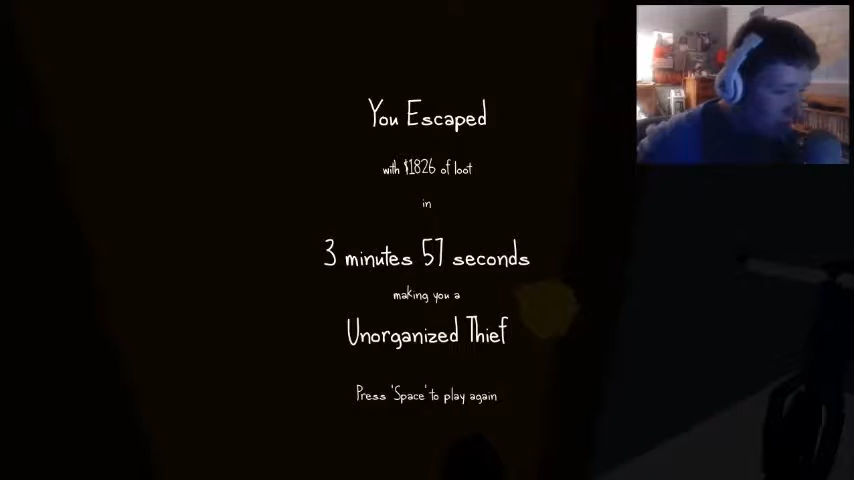 You Escaped
with $1826 of loot
in
3 minutes 57 seconds
making you a
Unorganized Thief
Press 'Space' to play again